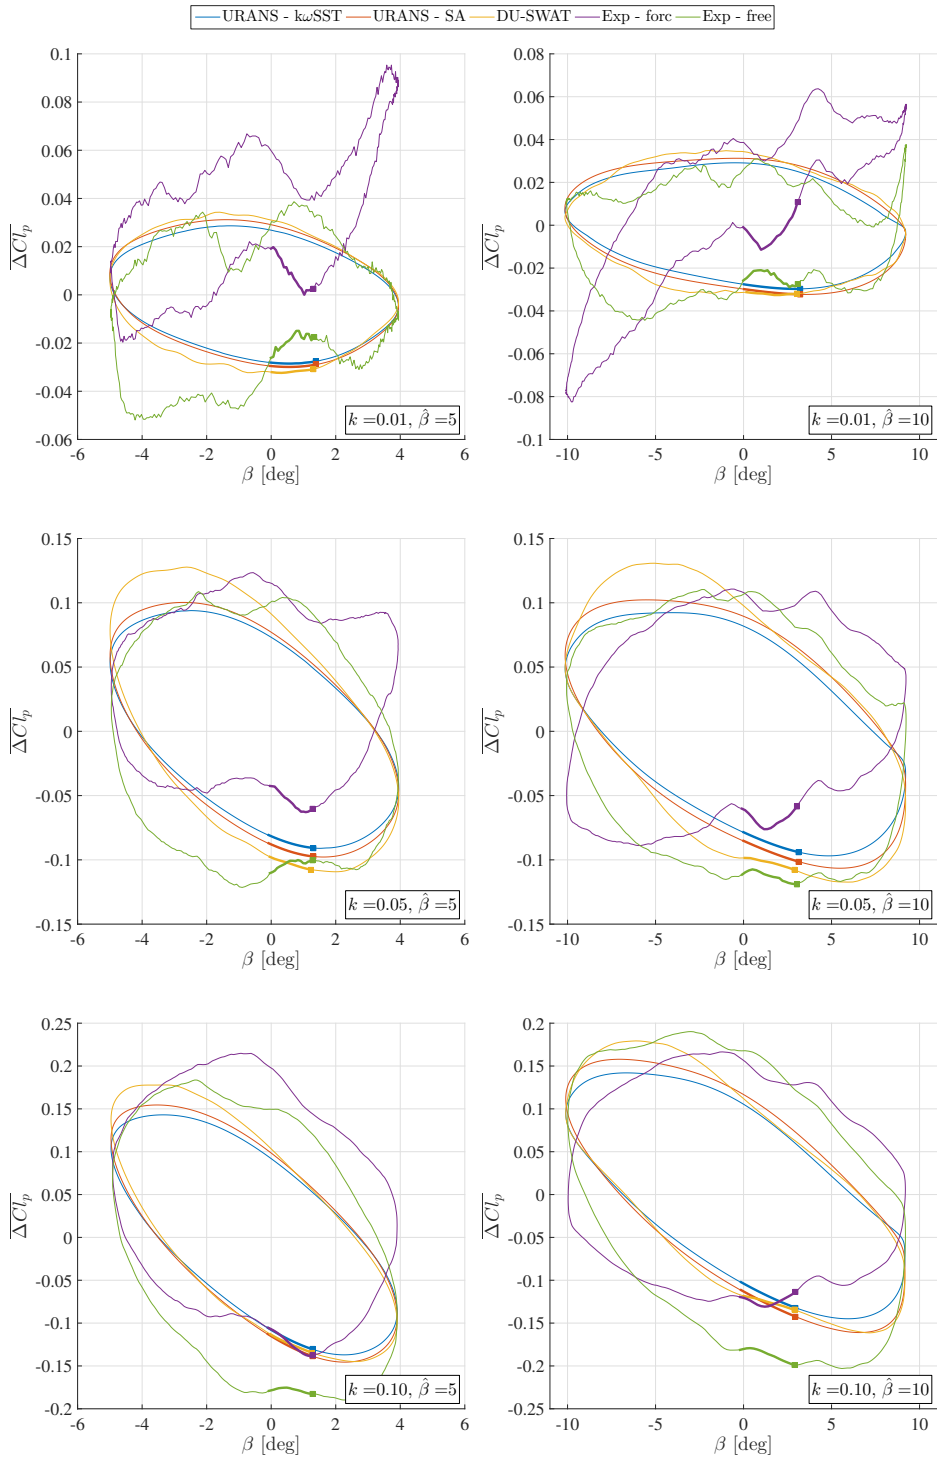 URANS - kωSST URANS - SA DU-SWAT Exp - forc Exp - free
0.1
0.08
0.06
0.04
0.02
0
-0.02
-0.04
-0.06
-6 -4 -2 0 2 4 6
β [deg]
ΔCl_p
k =0.01, β̂ =5
0.08
0.06
0.04
0.02
0
-0.02
-0.04
-0.06
-0.08
-0.1
-10 -5 0 5 10
β [deg]
ΔCl_p
k =0.01, β̂ =10
0.15
0.1
0.05
0
-0.05
-0.1
-0.15
-6 -4 -2 0 2 4 6
β [deg]
ΔCl_p
k =0.05, β̂ =5
0.15
0.1
0.05
0
-0.05
-0.1
-0.15
-10 -5 0 5 10
β [deg]
ΔCl_p
k =0.05, β̂ =10
0.25
0.2
0.15
0.1
0.05
0
-0.05
-0.1
-0.15
-0.2
-6 -4 -2 0 2 4 6
β [deg]
ΔCl_p
k =0.10, β̂ =5
0.2
0.15
0.1
0.05
0
-0.05
-0.1
-0.15
-0.2
-0.25
-10 -5 0 5 10
β [deg]
ΔCl_p
k =0.10, β̂ =10